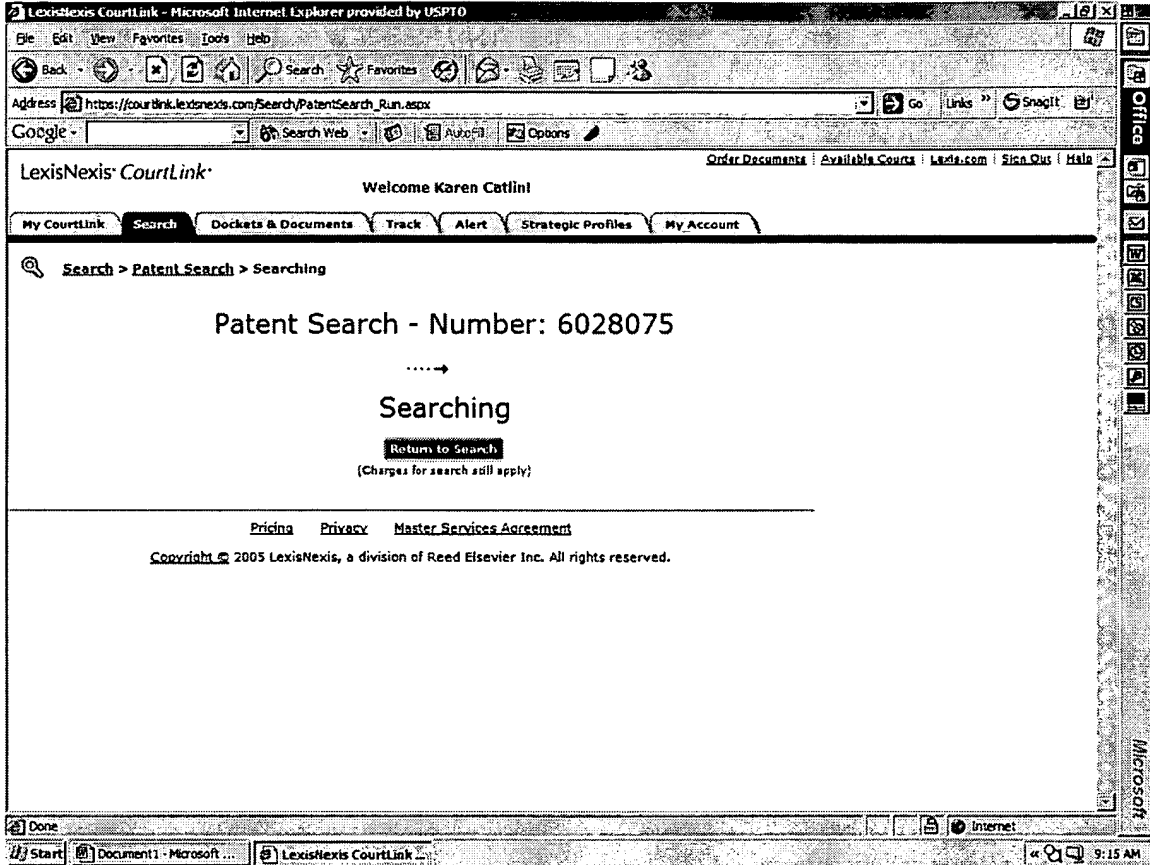 LexisNexis CourtLink - Microsoft Internet Explorer provided by USPTO
File Edit View Favorites Tools Help
Back Search Favorites
Address https://courtlink.lexisnexis.com/Search/PatentSearch_Run.aspx Go Links » SnagIt
Google - Search Web AutoFill Options
Order Documents | Available Courts | Lexis.com | Sign Out | Help
LexisNexis® CourtLink®
Welcome Karen Catlin!
My CourtLink Search Dockets & Documents Track Alert Strategic Profiles My Account
Search > Patent Search > Searching
Patent Search - Number: 6028075
Searching
Return to Search
(Charges for search still apply)
Pricing Privacy Master Services Agreement
Copyright © 2005 LexisNexis, a division of Reed Elsevier Inc. All rights reserved.
Done Internet
Start Document1 - Microsoft ... LexisNexis CourtLink ... « 9:15 AM
Office
Microsoft